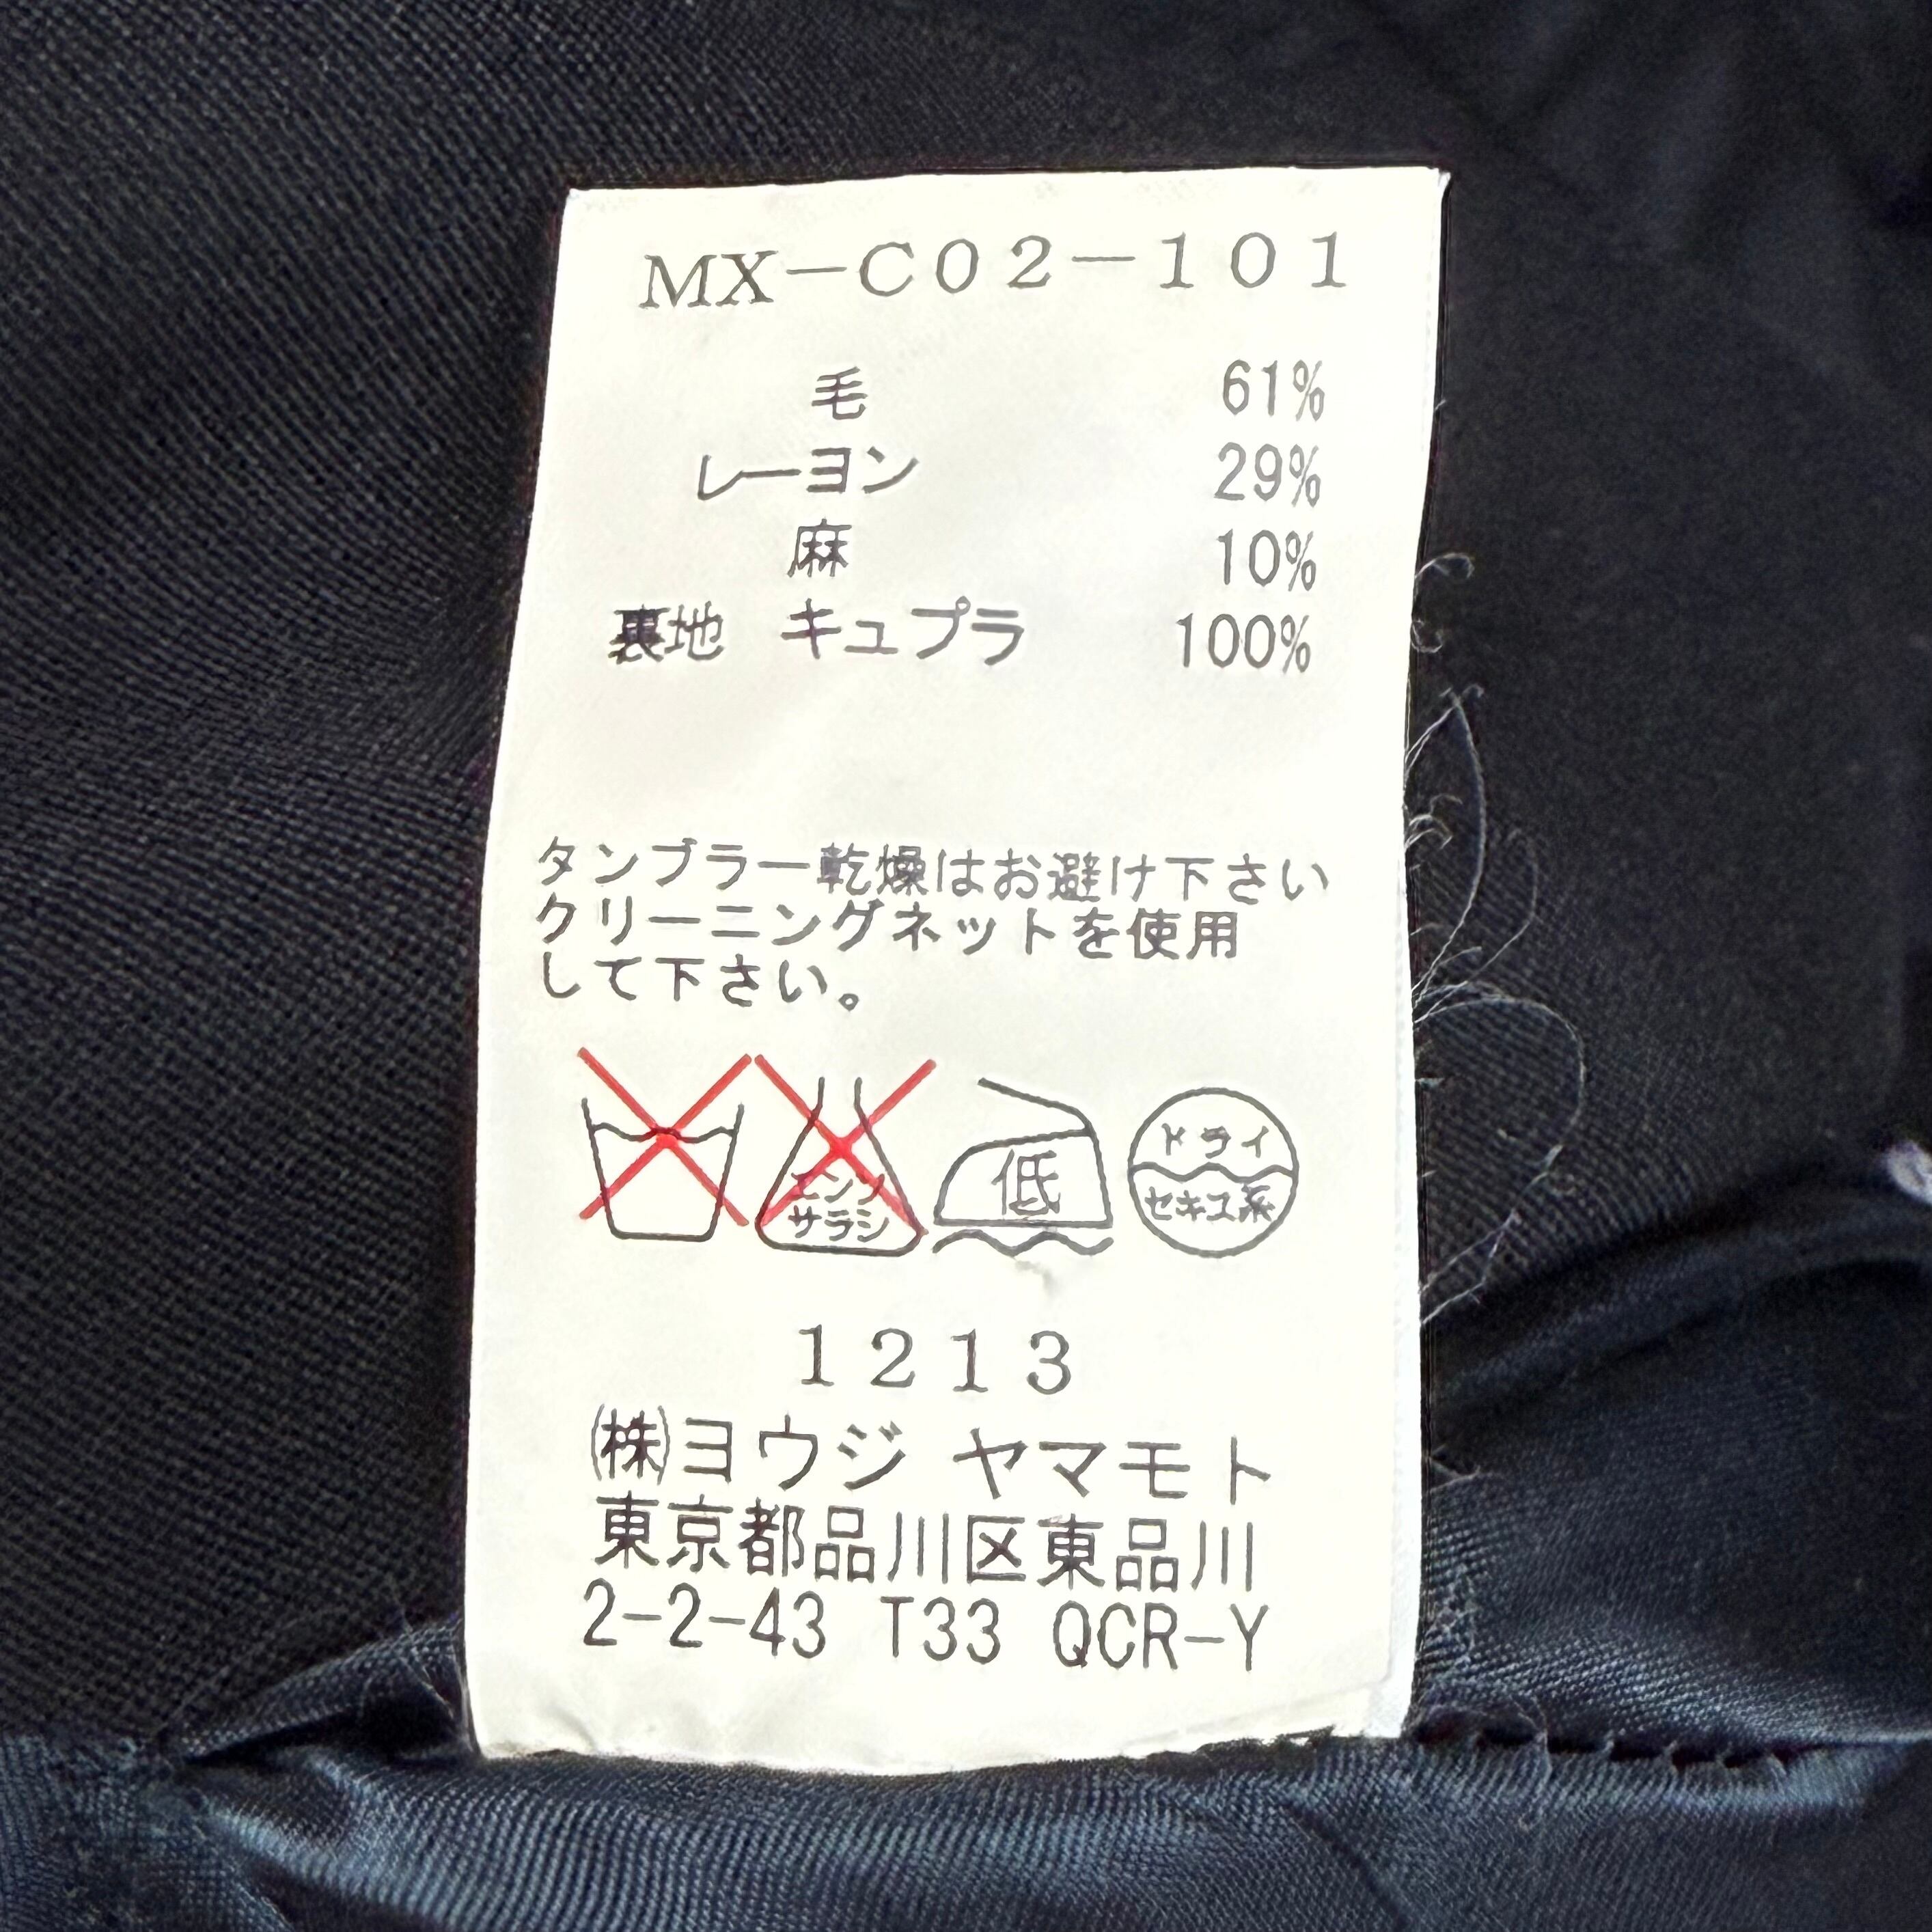 MX-C02-101
毛 61%
レーヨン 29%
麻 10%
裏地 キュプラ 100%
タンブラー乾燥はお避け下さい
クリーニングネットを使用
して下さい。
エンソ
サラシ
低
ドライ
セキユ系
1213
㈱ヨウジ ヤマモト
東京都品川区東品川
2-2-43 T33 QCR-Y